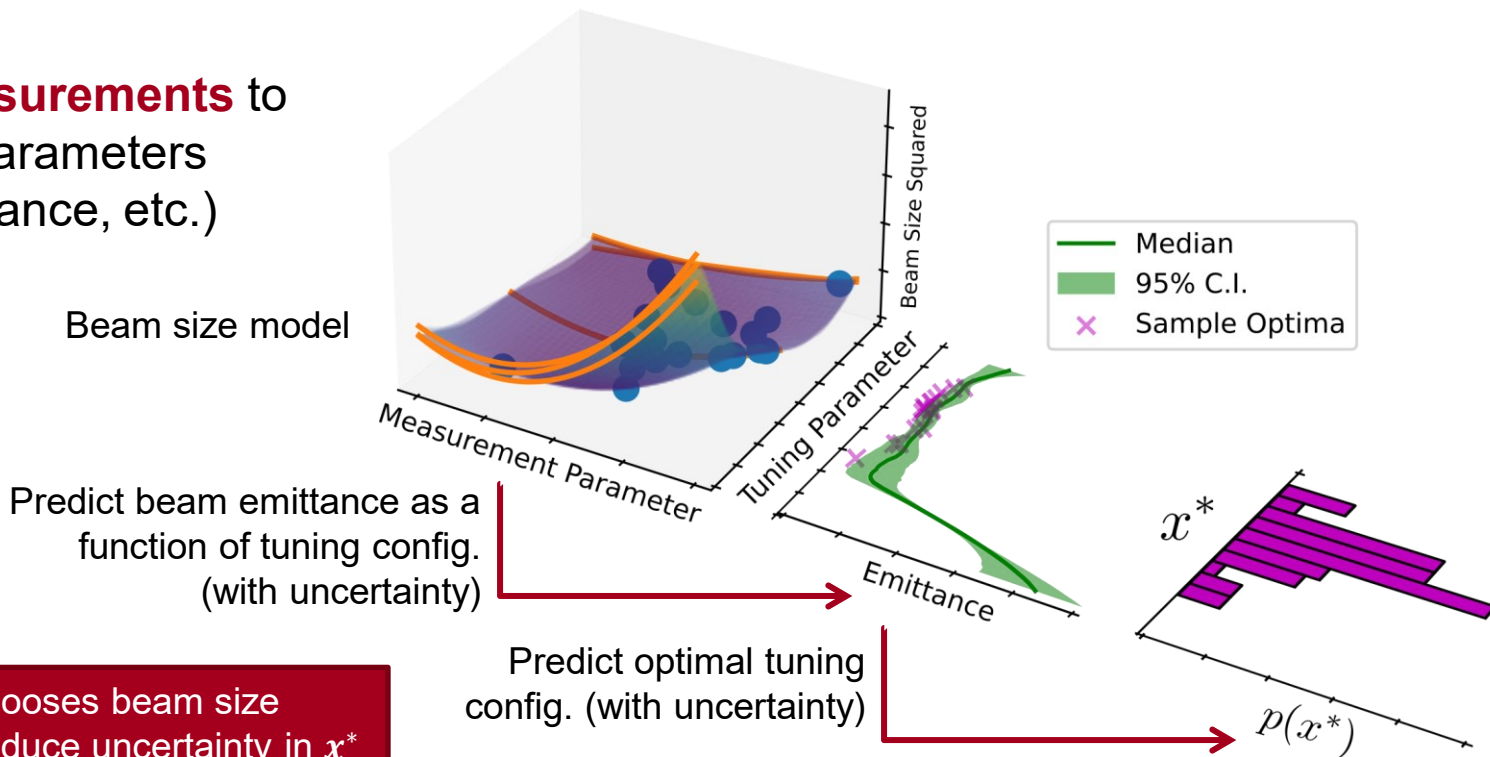 surements to
arameters
ance, etc.)
Beam size model
Beam Size Squared
Measurement Parameter
Tuning Parameter
Median
95% C.I.
Sample Optima
Predict beam emittance as a
function of tuning config.
(with uncertainty)
Emittance
x*
Predict optimal tuning
config. (with uncertainty)
p(x*)
ooses beam size
duce uncertainty in x*